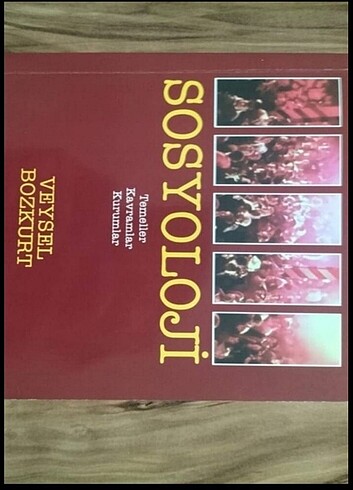 SOSYOLOJİ
Temeller
Kavramlar
Kurumlar
VEYSEL
BOZKURT